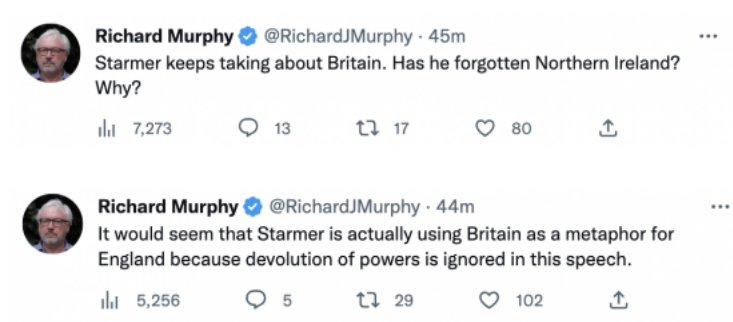 Richard Murphy @RichardJMurphy · 45m
Starmer keeps taking about Britain. Has he forgotten Northern Ireland?
Why?
7,273 13 17 80
Richard Murphy @RichardJMurphy · 44m
It would seem that Starmer is actually using Britain as a metaphor for
England because devolution of powers is ignored in this speech.
5,256 5 29 102